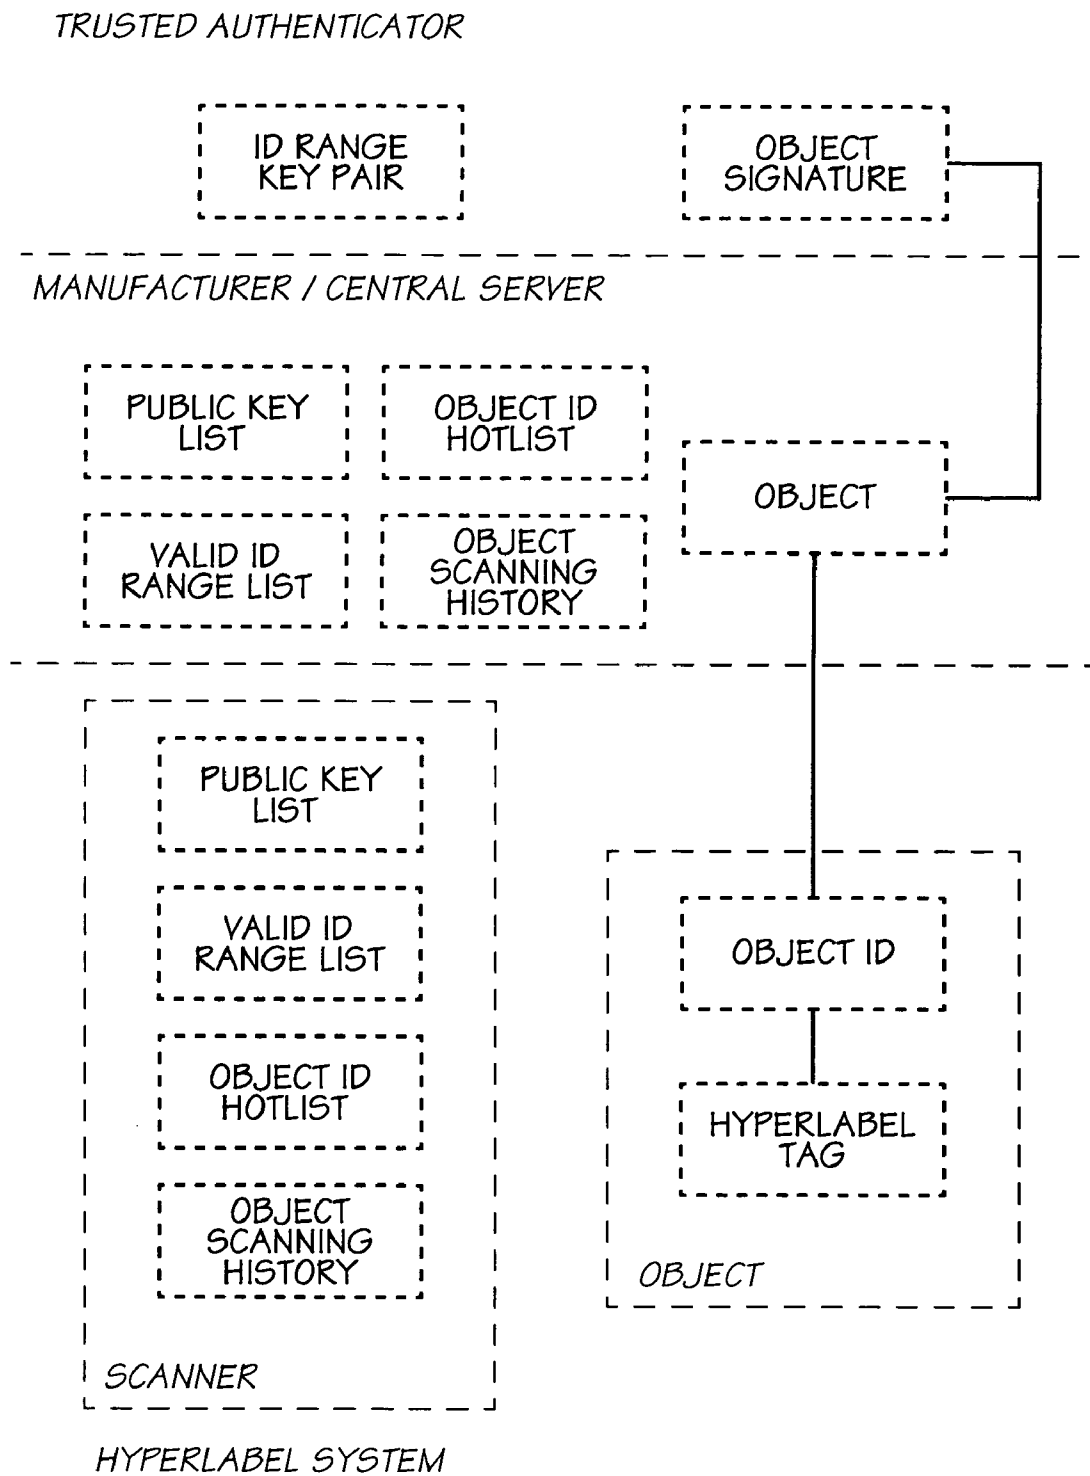 TRUSTED AUTHENTICATOR
ID RANGE
KEY PAIR
OBJECT
SIGNATURE
MANUFACTURER / CENTRAL SERVER
PUBLIC KEY
LIST
OBJECT ID
HOTLIST
OBJECT
VALID ID
RANGE LIST
OBJECT
SCANNING
HISTORY
PUBLIC KEY
LIST
VALID ID
RANGE LIST
OBJECT ID
HOTLIST
OBJECT
SCANNING
HISTORY
SCANNER
OBJECT ID
HYPERLABEL
TAG
OBJECT
HYPERLABEL SYSTEM